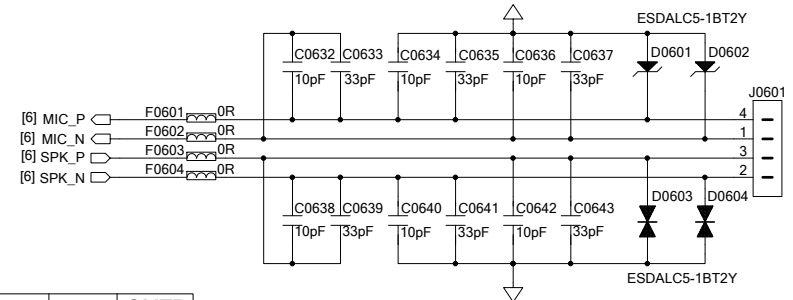 ESDALC5-1BT2Y
C0632 C0633 C0634 C0635 C0636 C0637 D0601 D0602
10pF 33pF 10pF 33pF 10pF 33pF
J0601
[6] MIC_P F0601 0R 4
[6] MIC_N F0602 0R 1
[6] SPK_P F0603 0R 3
[6] SPK_N F0604 0R 2
C0638 C0639 C0640 C0641 C0642 C0643 D0603 D0604
10pF 33pF 10pF 33pF 10pF 33pF
ESDALC5-1BT2Y